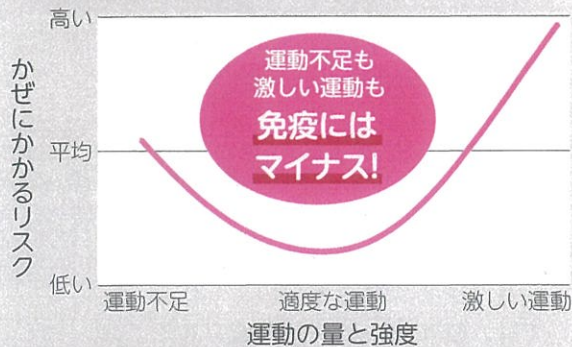 高い
運動不足も
激しい運動も
免疫には
マイナス!
かぜにかかるリスク
平均
低い
運動不足 適度な運動 激しい運動
運動の量と強度